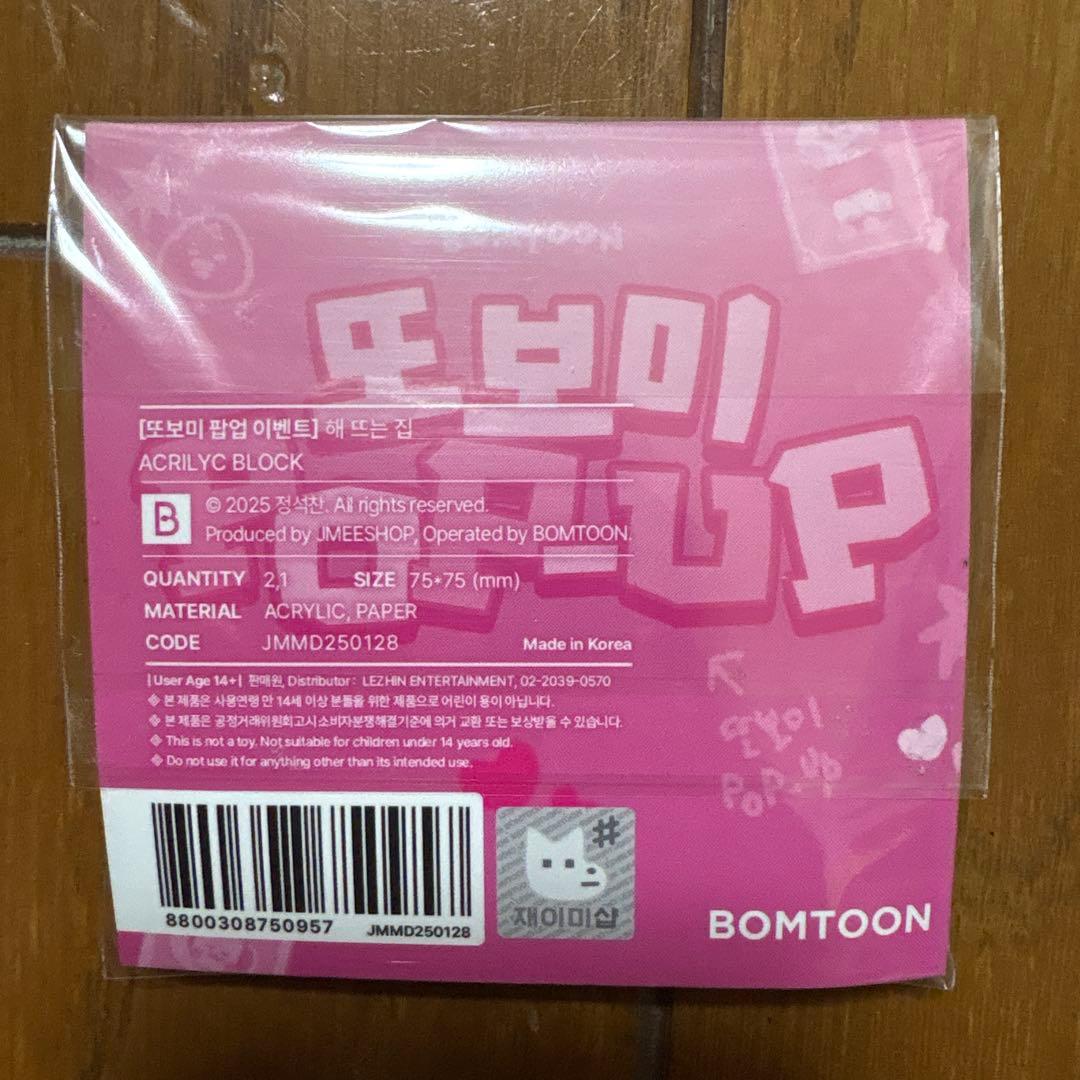 또보미
POP-UP
[또보미 팝업 이벤트] 해 뜨는 집
ACRILYC BLOCK
B
© 2025 정석찬. All rights reserved.
Produced by JMEESHOP, Operated by BOMTOON.
QUANTITY 2,1 SIZE 75*75 (mm)
MATERIAL ACRYLIC, PAPER
CODE JMMD250128 Made in Korea
|User Age 14+| 판매원, Distributor: LEZHIN ENTERTAINMENT, 02-2039-0570
※ 본 제품은 사용연령 만 14세 이상 분들을 위한 제품으로 어린이 용이 아닙니다.
※ 본 제품은 공정거래위원회고시 소비자분쟁해결기준에 의거 교환 또는 보상받을 수 있습니다.
※ This is not a toy. Not suitable for children under 14 years old.
※ Do not use it for anything other than its intended use.
또보미
POP-UP
8800308750957 JMMD250128
#
재이미샵
BOMTOON